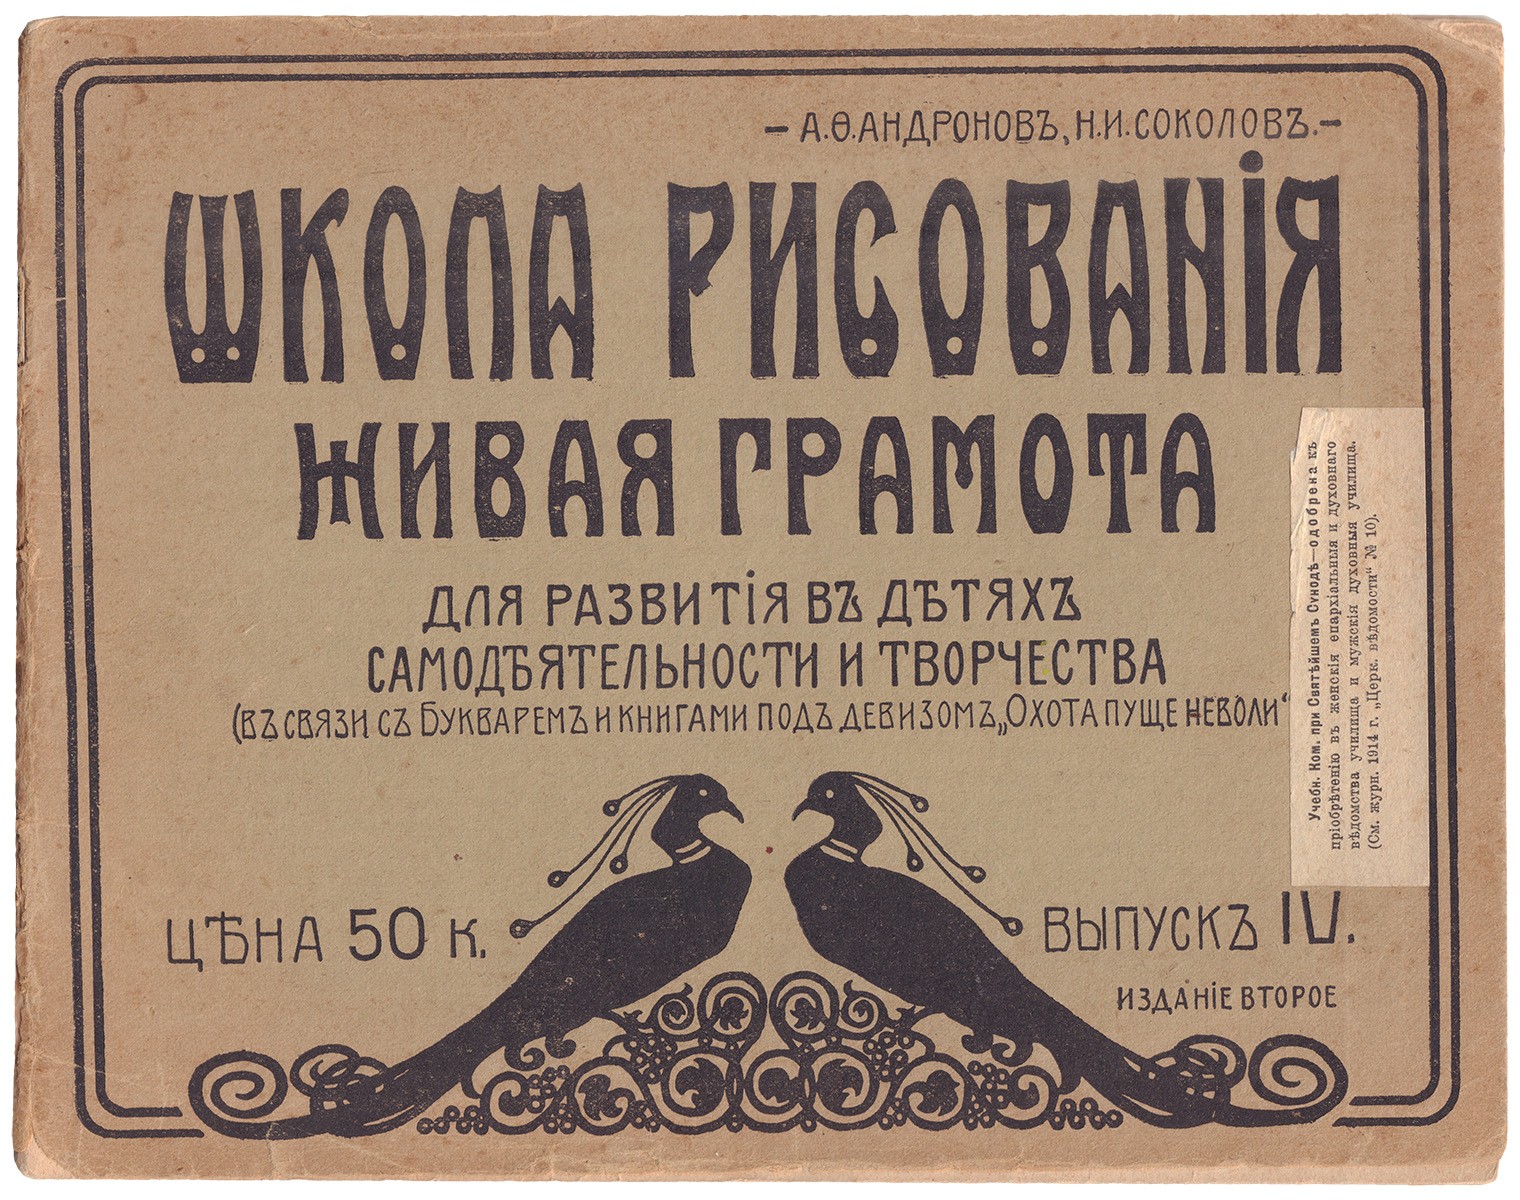 — А.Ѳ.АНДРОНОВЪ, Н.И.СОКОЛОВЪ. —
ШКОЛА РИСОВАНІЯ
ЖИВАЯ ГРАМОТА
ДЛЯ РАЗВИТІЯ ВЪ ДѢТЯХЪ
САМОДѢЯТЕЛЬНОСТИ И ТВОРЧЕСТВА
(ВЪ СВЯЗИ СЪ БУКВАРЕМЪ И КНИГАМИ ПОДЪ ДЕВИЗОМЪ „ОХОТА ПУЩЕ НЕВОЛИ“
ЦѢНА 50 К.
ВЫПУСКЪ IV.
ИЗДАНІЕ ВТОРОЕ
Учебн. Ком. при Святѣйшемъ Сѵнодѣ—одобрена къ
пріобрѣтенію въ женскія епархіальныя и духовнаго
вѣдомства училища и мужскія духовныя училища.
(См. журн. 1914 г. „Церк. вѣдомости“ № 10).